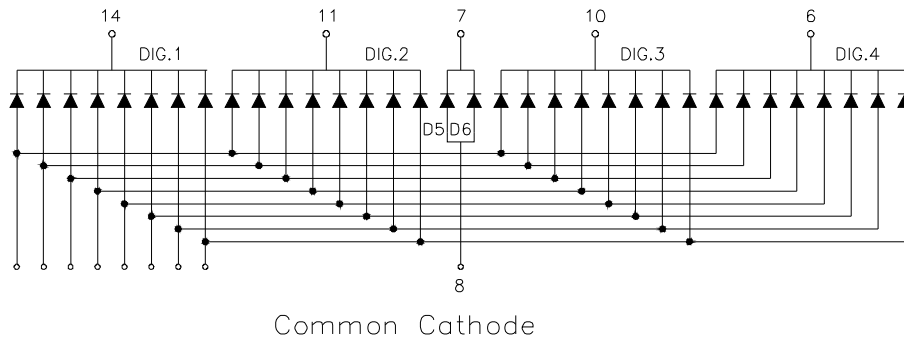 14 11 7 10 6
DIG.1 DIG.2 DIG.3 DIG.4
D5 D6
8
Common Cathode